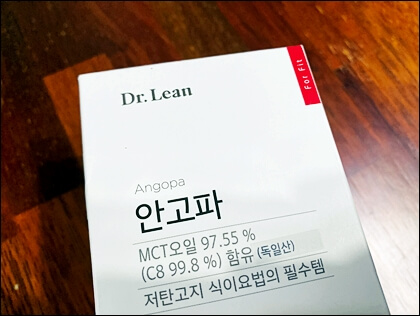 Dr. Lean
For Fit
Angopa
안고파
MCT오일 97.55 %
(C8 99.8 %) 함유 (독일산)
저탄고지 식이요법의 필수템